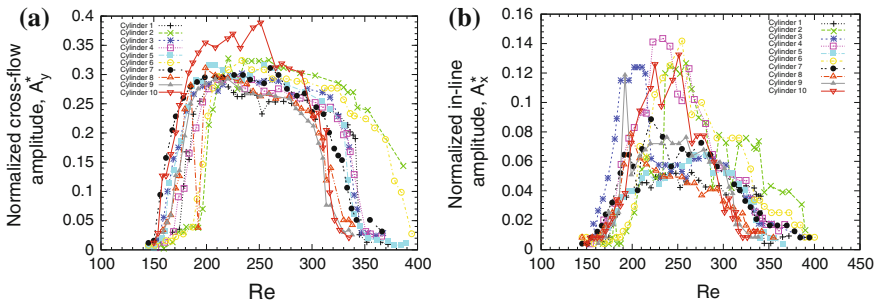 (a)
Normalized cross-flow
amplitude, A*y
0.4
0.35
0.3
0.25
0.2
0.15
0.1
0.05
0
100 150 200 250 300 350 400
Re
Cylinder 1
Cylinder 2
Cylinder 3
Cylinder 4
Cylinder 5
Cylinder 6
Cylinder 7
Cylinder 8
Cylinder 9
Cylinder 10
(b)
Normalized in-line
amplitude, A*x
0.16
0.14
0.12
0.1
0.08
0.06
0.04
0.02
0
100 150 200 250 300 350 400 450
Re
Cylinder 1
Cylinder 2
Cylinder 3
Cylinder 4
Cylinder 5
Cylinder 6
Cylinder 7
Cylinder 8
Cylinder 9
Cylinder 10